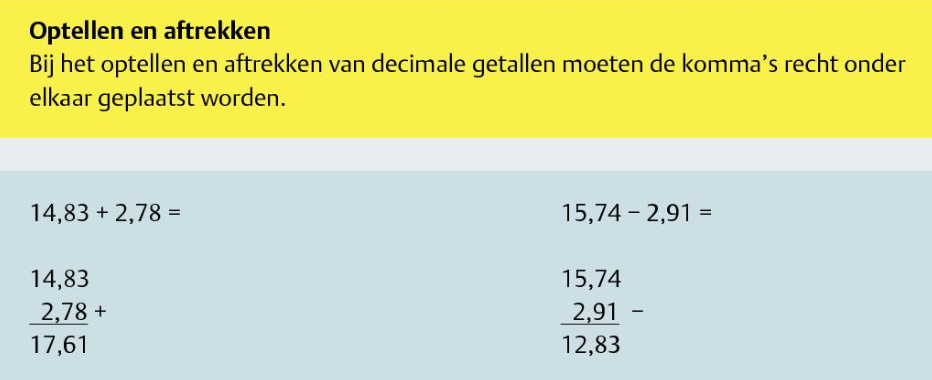 Optellen en aftrekken
Bij het optellen en aftrekken van decimale getallen moeten de komma’s recht onder
elkaar geplaatst worden.
14,83 + 2,78 =
14,83
2,78 +
17,61
15,74 – 2,91 =
15,74
2,91 –
12,83